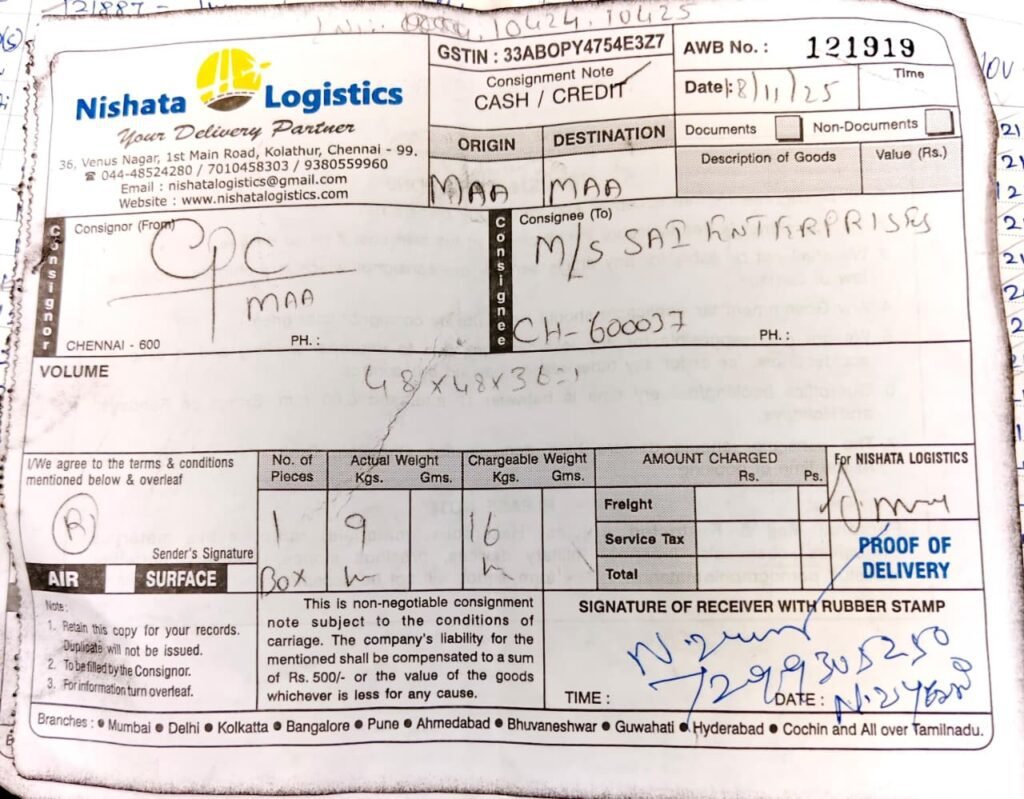 10424, 10425
Nishata Logistics
Your Delivery Partner
36, Venus Nagar, 1st Main Road, Kolathur, Chennai - 99.
☎ 044-48524280 / 7010458303 / 9380559960
Email : nishatalogistics@gmail.com
Website : www.nishatalogistics.com
GSTIN : 33ABOPY4754E3Z7
Consignment Note
CASH / CREDIT
ORIGIN DESTINATION
MAA MAA
AWB No. : 121919
Date : 8/11/25 Time
Documents Non-Documents
Description of Goods Value (Rs.)
Consignor
Consignor (From)
CPC
MAA
CHENNAI - 600 PH. :
Consignee
Consignee (To)
M/S SAI ENTERPRISES
CH-600037 PH. :
VOLUME
48 x 48 x 36
I/We agree to the terms & conditions
mentioned below & overleaf
R
Sender's Signature
AIR SURFACE
No. of Pieces
1
Box
Actual Weight
Kgs. Gms.
9
Chargeable Weight
Kgs. Gms.
16
AMOUNT CHARGED
Rs. Ps.
Freight
Service Tax
Total
For NISHATA LOGISTICS
PROOF OF
DELIVERY
Note :
1. Retain this copy for your records.
Duplicate will not be issued.
2. To be filled by the Consignor.
3. For information turn overleaf.
This is non-negotiable consignment
note subject to the conditions of
carriage. The company's liability for the
mentioned shall be compensated to a sum
of Rs. 500/- or the value of the goods
whichever is less for any cause.
SIGNATURE OF RECEIVER WITH RUBBER STAMP
7299305250
TIME : DATE :
Branches : ● Mumbai ● Delhi ● Kolkatta ● Bangalore ● Pune ● Ahmedabad ● Bhuvaneshwar ● Guwahati ● Hyderabad ● Cochin and All over Tamilnadu.